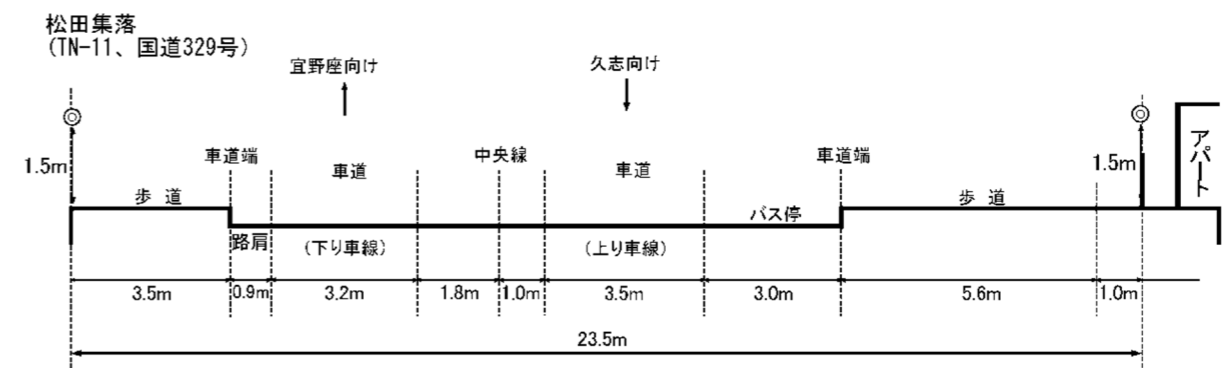 松田集落
(TN-11、国道329号)
宜野座向け
久志向け
1.5m
車道端
車道
中央線
車道
車道端
1.5m
アパート
歩 道
バス停
歩 道
路肩
(下り車線)
(上り車線)
3.5m
0.9m
3.2m
1.8m
1.0m
3.5m
3.0m
5.6m
1.0m
23.5m